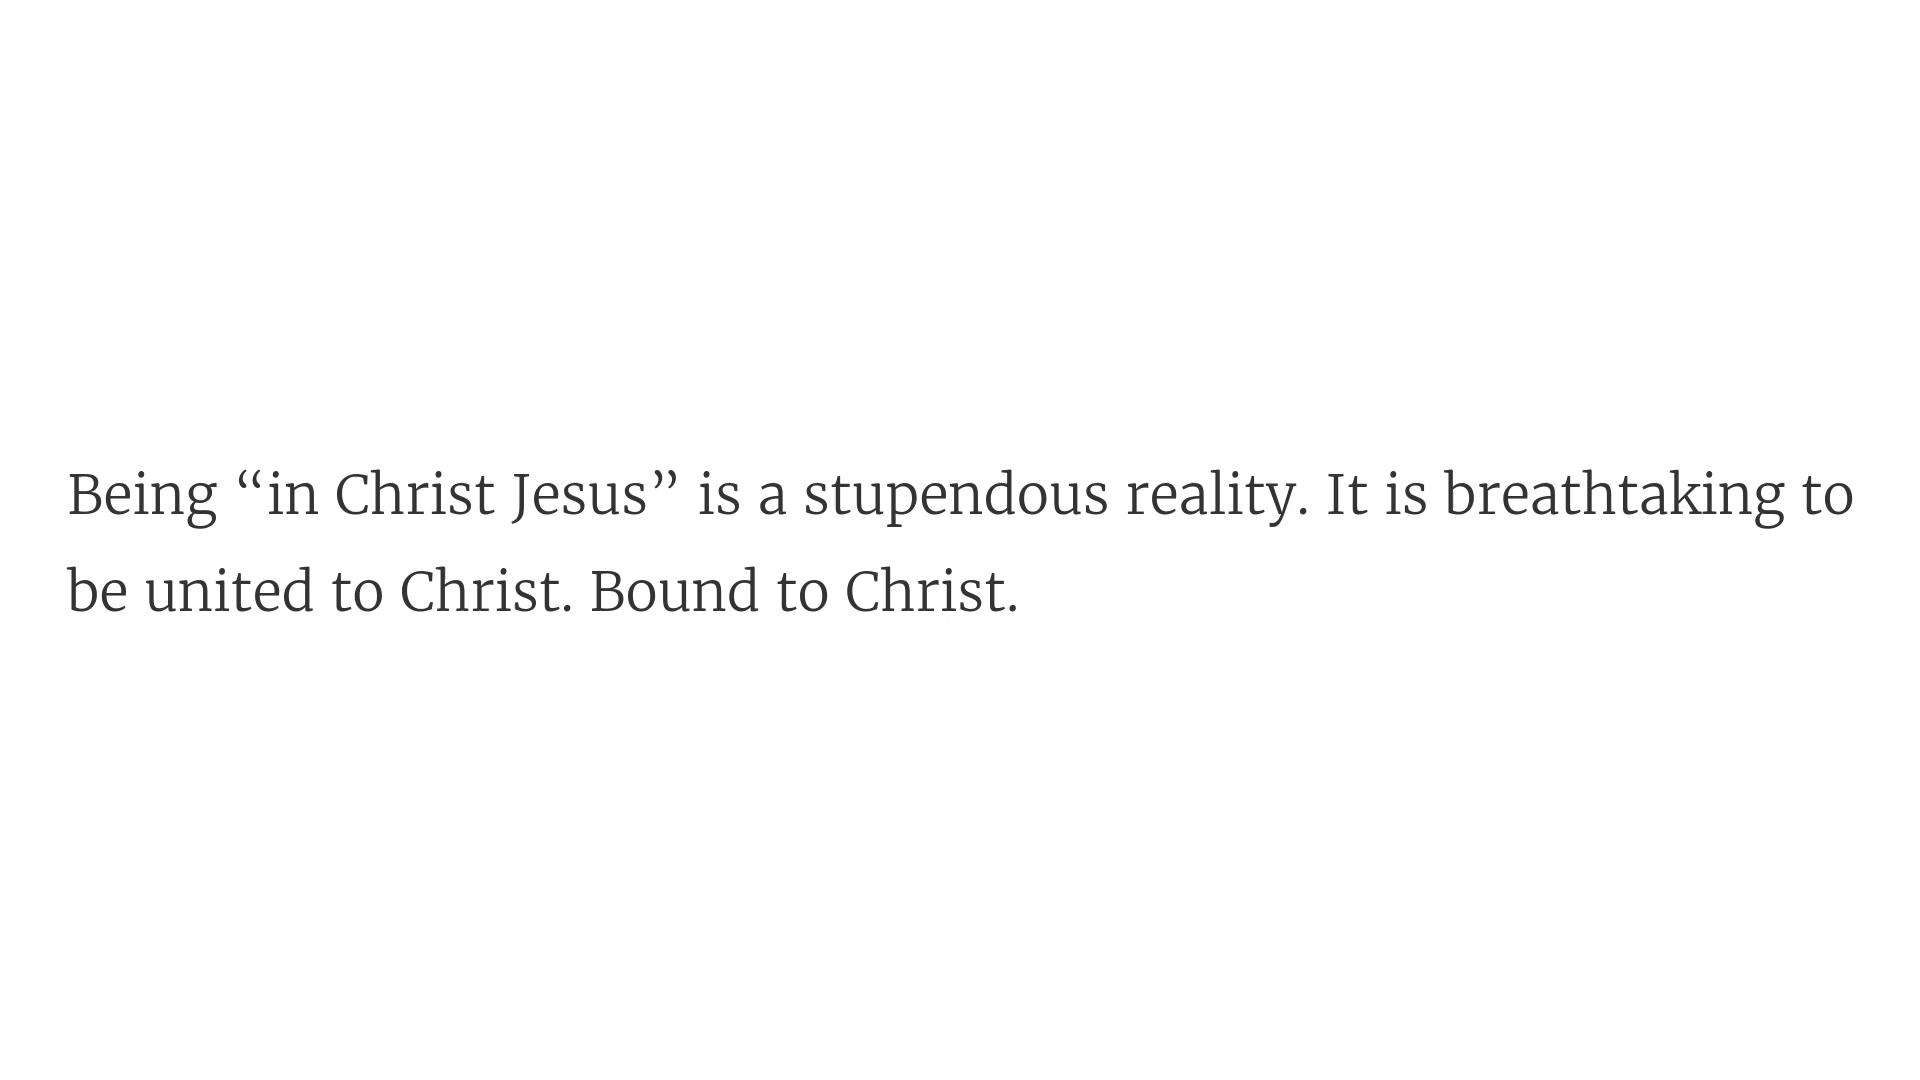 Being “in Christ Jesus” is a stupendous reality. It is breathtaking to
be united to Christ. Bound to Christ.